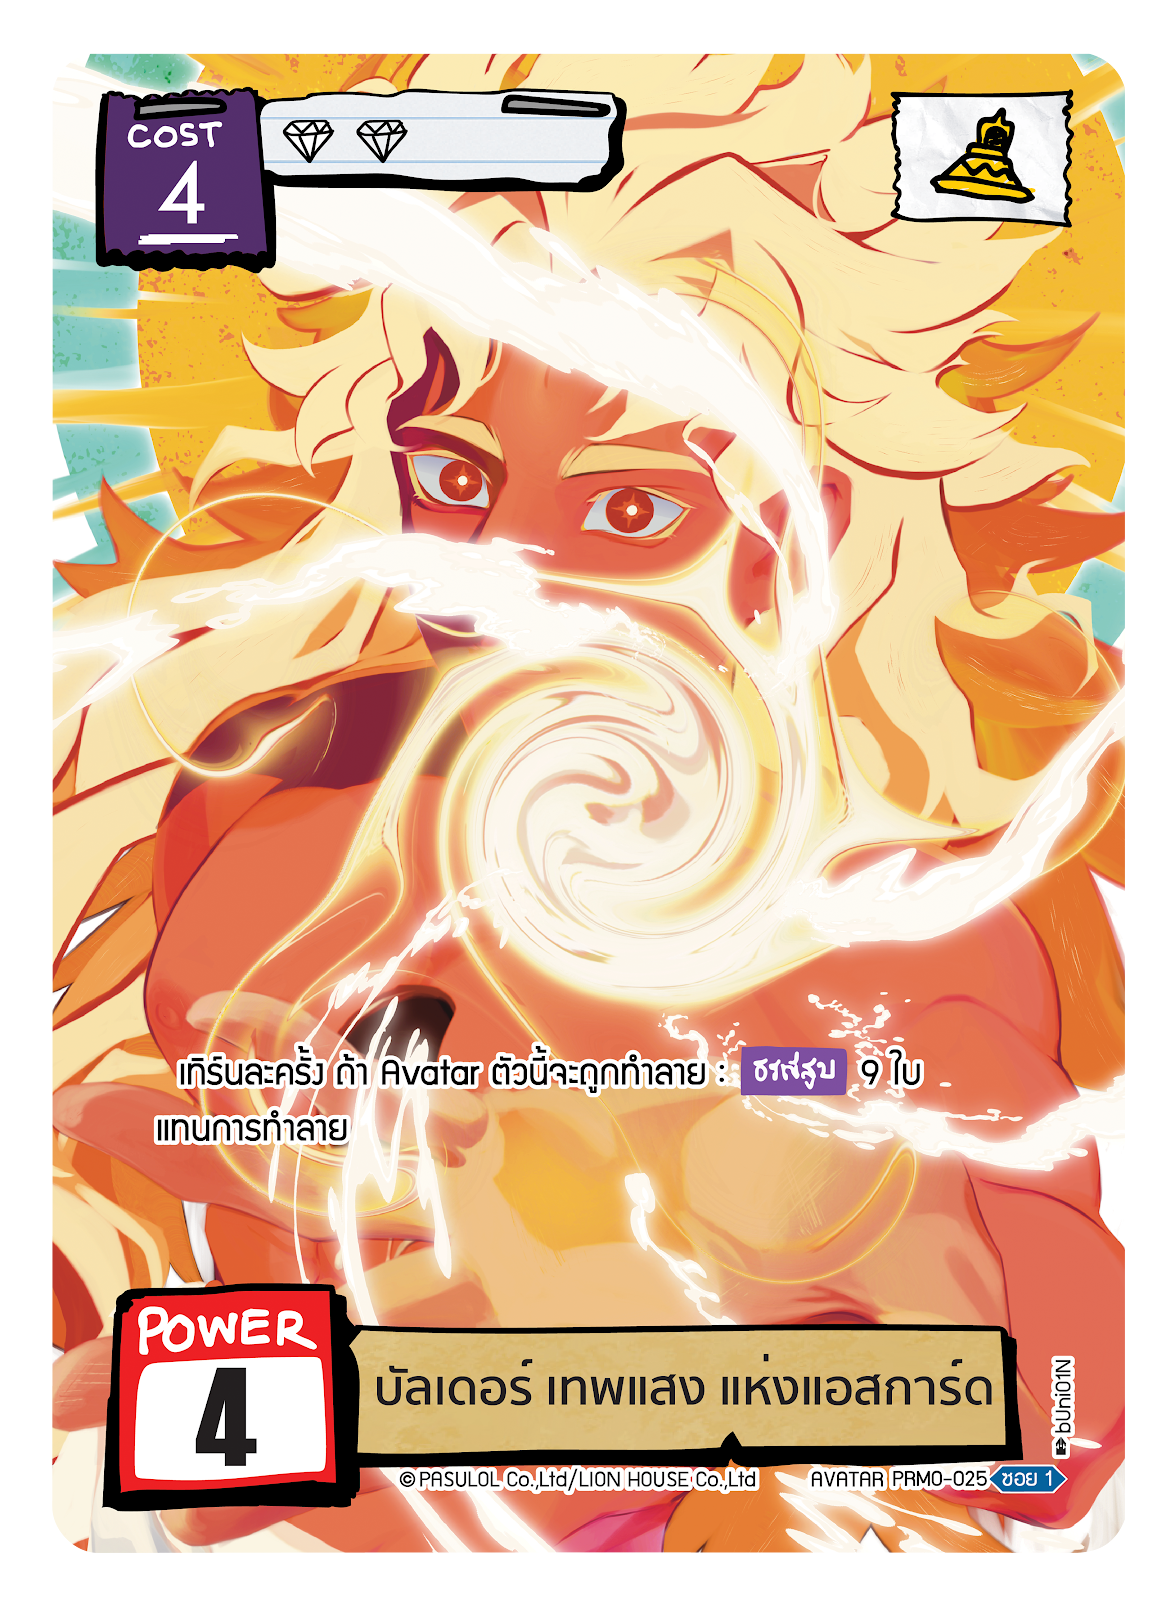 COST
4
เทิร์นละครั้ง ถ้า Avatar ตัวนี้จะถูกทำลาย : ธรณีสูบ 9 ใบ
แทนการทำลาย
POWER
4
บัลเดอร์ เทพแสง แห่งแอสการ์ด
bUni01N
© PASULOL Co.,Ltd/LION HOUSE Co.,Ltd
AVATAR PRMO-025 ซอย 1